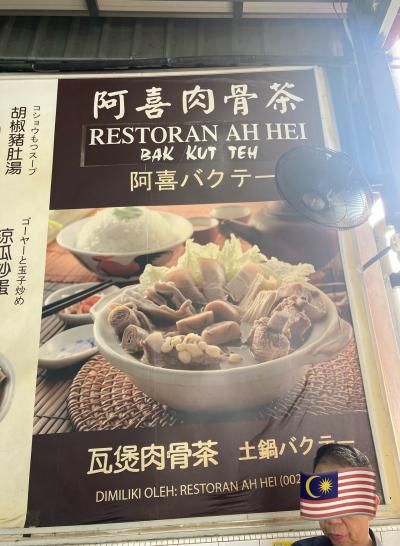 阿喜肉骨茶
RESTORAN AH HEI
BAK KUT TEH
阿喜バクテー
コショウもつスープ
胡椒豬肚湯
ゴーヤーと玉子炒め
涼瓜炒蛋
瓦煲肉骨茶 土鍋バクテー
DIMILIKI OLEH: RESTORAN AH HEI (002